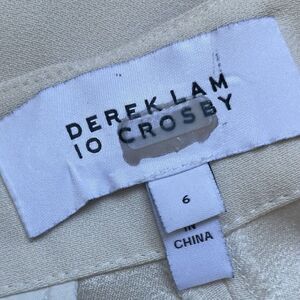 DEREK LAM
10 CROSBY
6
IN
CHINA